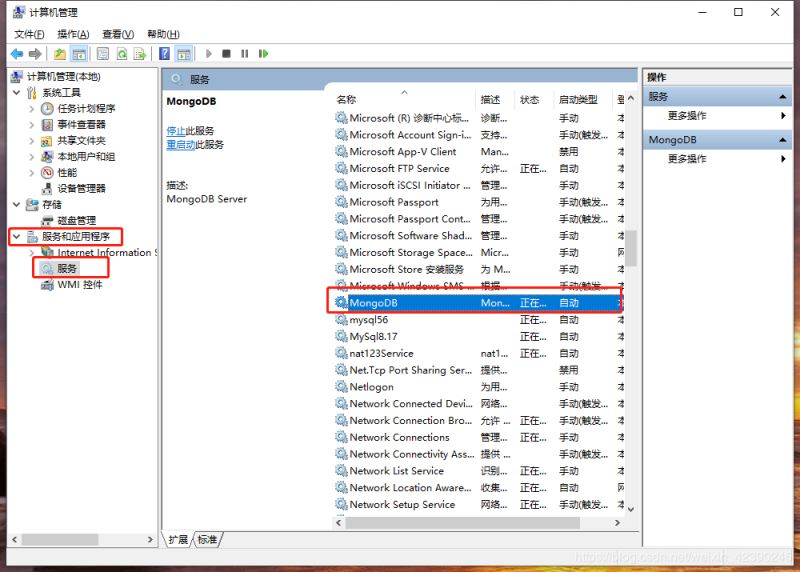 计算机管理
文件(F) 操作(A) 查看(V) 帮助(H)
计算机管理(本地)
系统工具
任务计划程序
事件查看器
共享文件夹
本地用户和组
性能
设备管理器
存储
磁盘管理
服务和应用程序
Internet Information S
服务
WMI 控件
服务
MongoDB
停止此服务
重启动此服务
描述:
MongoDB Server
名称 描述 状态 启动类型
Microsoft (R) 诊断中心标... 诊断... 手动 本
Microsoft Account Sign-i... 支持... 手动(触发... 本
Microsoft App-V Client Man... 禁用 本
Microsoft FTP Service 允许... 正在... 自动 本
Microsoft iSCSI Initiator ... 管理... 手动 本
Microsoft Passport 管理... 手动(触发... 本
Microsoft Passport Cont... 管理... 手动(触发... 本
Microsoft Software Shad... 管理... 手动 本
Microsoft Storage Space... Micr... 手动 网
Microsoft Store 安装服务 为 M... 手动 本
Microsoft Windows SMS ... 根据... 手动(触发... 本
MongoDB Mon... 正在... 自动
mysql56 正在... 自动 本
MySql8.17 正在... 自动 本
nat123Service nat1... 正在... 自动 本
Net.Tcp Port Sharing Ser... 提供... 禁用 本
Netlogon 为用... 手动 本
Network Connected Devi... 网络... 手动(触发... 本
Network Connection Bro... 允许 ... 正在... 手动(触发... 本
Network Connections 管理... 正在... 手动 本
Network Connectivity Ass... 提供 ... 手动(触发... 本
Network List Service 识别... 正在... 手动 本
Network Location Aware... 收集... 正在... 自动 网
Network Setup Service 网络... 手动(触发... 本
扩展 标准
操作
服务
更多操作
MongoDB
更多操作
https://blog.csdn.net/weixin_42390245